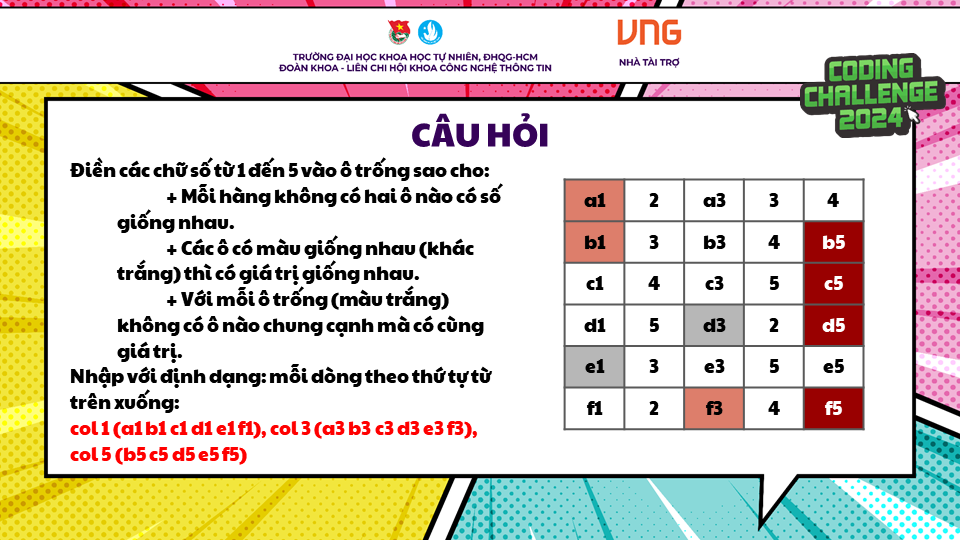 VNG
TRƯỜNG ĐẠI HỌC KHOA HỌC TỰ NHIÊN, ĐHQG-HCM
ĐOÀN KHOA - LIÊN CHI HỘI KHOA CÔNG NGHỆ THÔNG TIN
NHÀ TÀI TRỢ
CODING
CHALLENGE
2024
CÂU HỎI
Điền các chữ số từ 1 đến 5 vào ô trống sao cho:
+ Mỗi hàng không có hai ô nào có số
giống nhau.
+ Các ô có màu giống nhau (khác
trắng) thì có giá trị giống nhau.
+ Với mỗi ô trống (màu trắng)
không có ô nào chung cạnh mà có cùng
giá trị.
Nhập với định dạng: mỗi dòng theo thứ tự từ
trên xuống:
col 1 (a1 b1 c1 d1 e1 f1), col 3 (a3 b3 c3 d3 e3 f3),
col 5 (b5 c5 d5 e5 f5)
a1 2 a3 3 4
b1 3 b3 4 b5
c1 4 c3 5 c5
d1 5 d3 2 d5
e1 3 e3 5 e5
f1 2 f3 4 f5